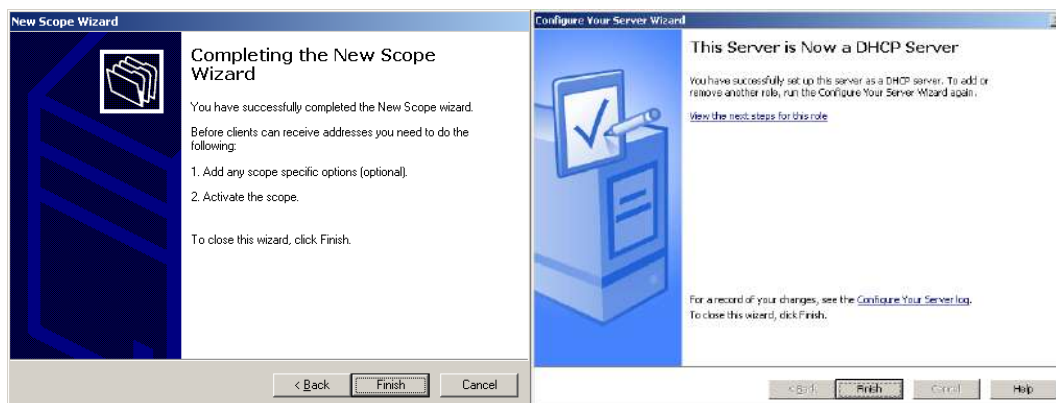 New Scope Wizard
Completing the New Scope
Wizard
You have successfully completed the New Scope wizard.
Before clients can receive addresses you need to do the
following:
1. Add any scope specific options (optional).
2. Activate the scope.
To close this wizard, click Finish.
< Back
Finish
Cancel
Configure Your Server Wizard
This Server is Now a DHCP Server
You have successfully set up this server as a DHCP server. To add or
remove another role, run the Configure Your Server Wizard again.
View the next steps for this role
For a record of your changes, see the Configure Your Server log.
To close this wizard, click Finish.
< Back
Finish
Cancel
Help